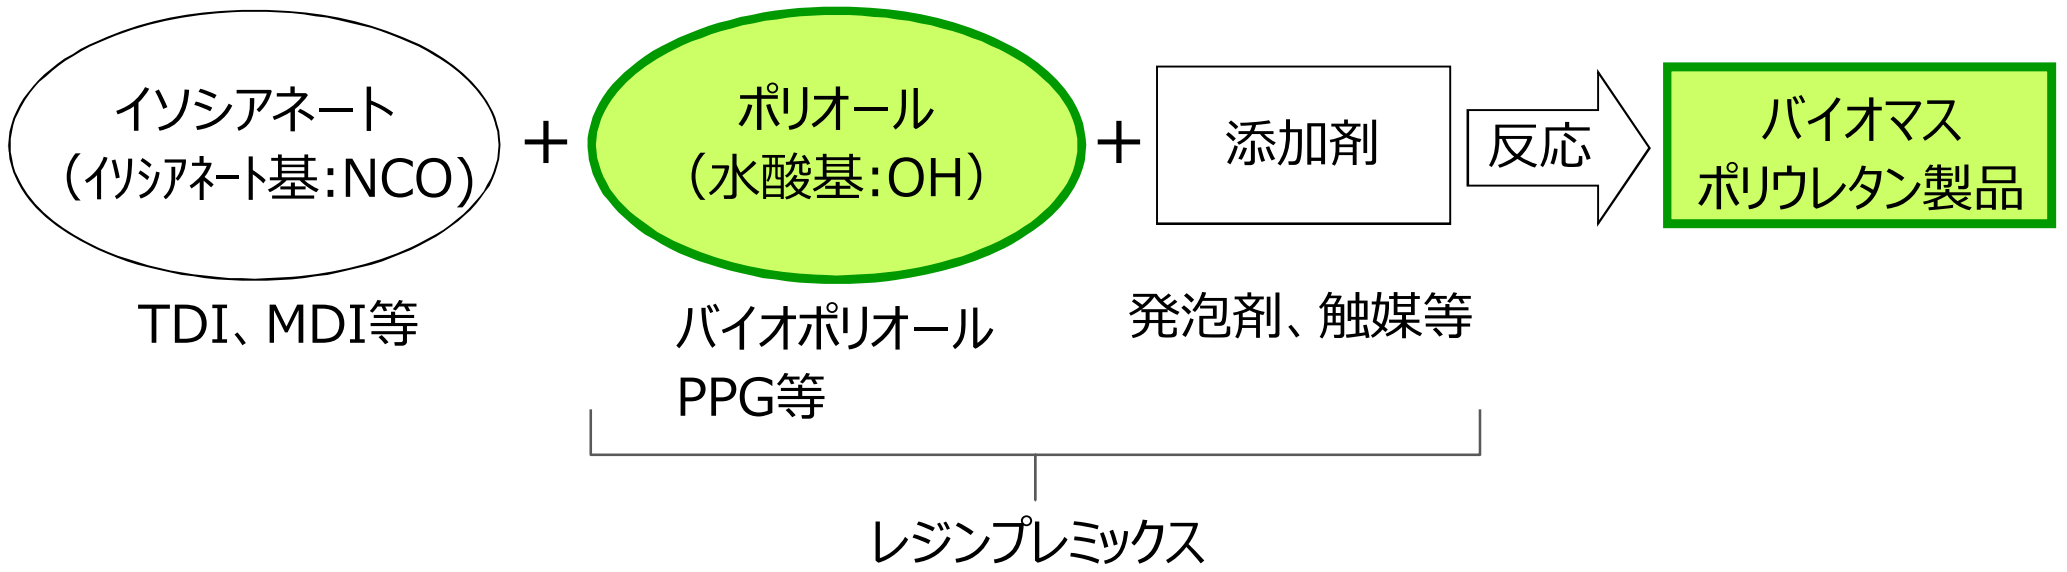 イソシアネート
（ｲｿｼｱﾈｰﾄ基:NCO)
＋
ポリオール
（水酸基:OH）
＋
添加剤
反応
バイオマス
ポリウレタン製品
TDI、MDI等
バイオポリオール
PPG等
発泡剤、触媒等
レジンプレミックス